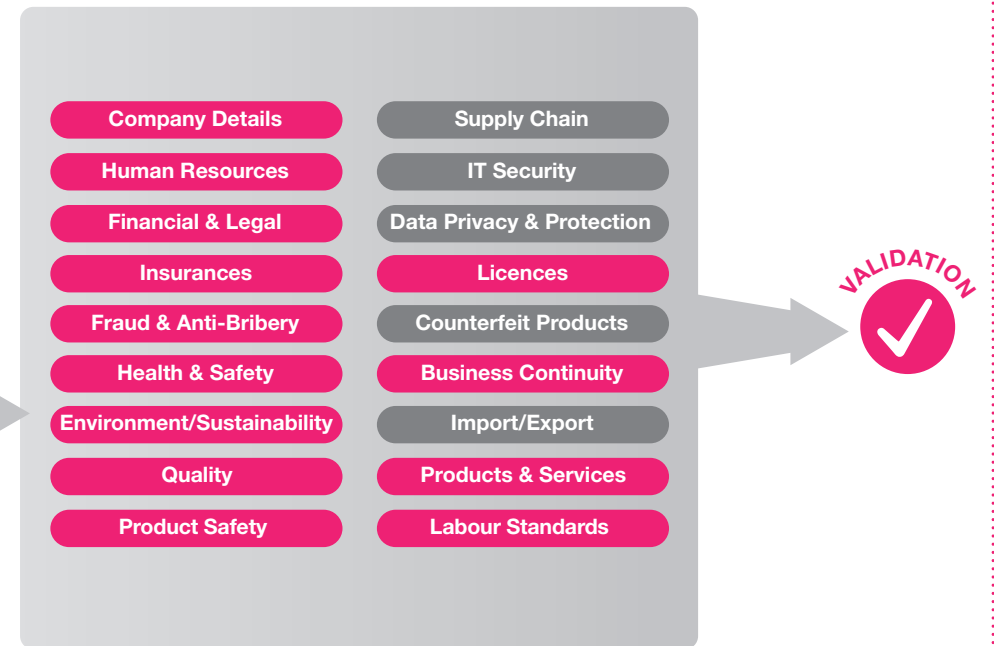 Company Details
Human Resources
Financial & Legal
Insurances
Fraud & Anti-Bribery
Health & Safety
Environment/Sustainability
Quality
Product Safety
Supply Chain
IT Security
Data Privacy & Protection
Licences
Counterfeit Products
Business Continuity
Import/Export
Products & Services
Labour Standards
VALIDATION